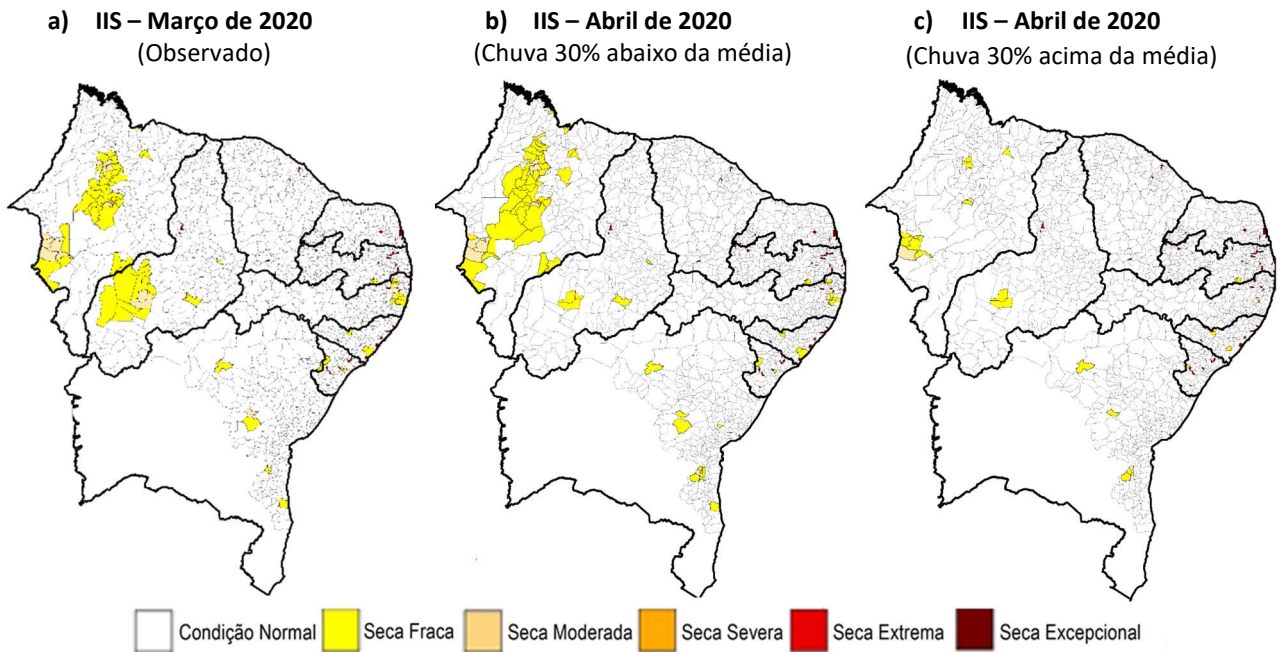 a) IIS – Março de 2020
(Observado)
b) IIS – Abril de 2020
(Chuva 30% abaixo da média)
c) IIS – Abril de 2020
(Chuva 30% acima da média)
Condição Normal Seca Fraca Seca Moderada Seca Severa Seca Extrema Seca Excepcional